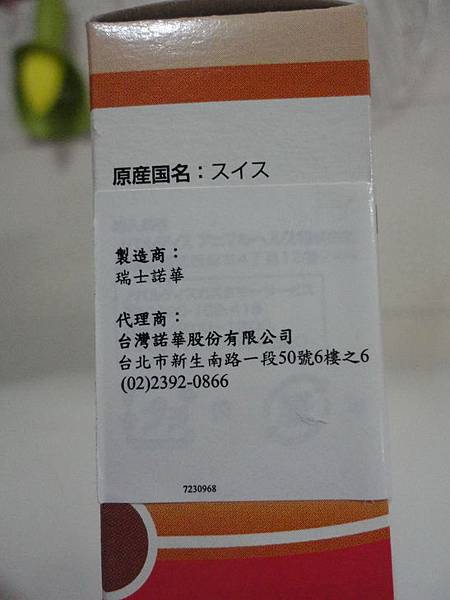 原産国名：スイス
製造商：
瑞士諾華
代理商：
台灣諾華股份有限公司
台北市新生南路一段50號6樓之6
(02)2392-0866
7230968